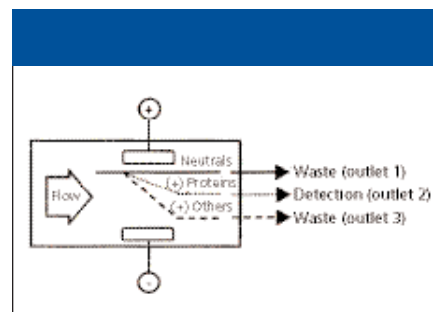 +
Neutrals
Waste (outlet 1)
Flow
(+) Proteins
Detection (outlet 2)
(+) Others
Waste (outlet 3)
-